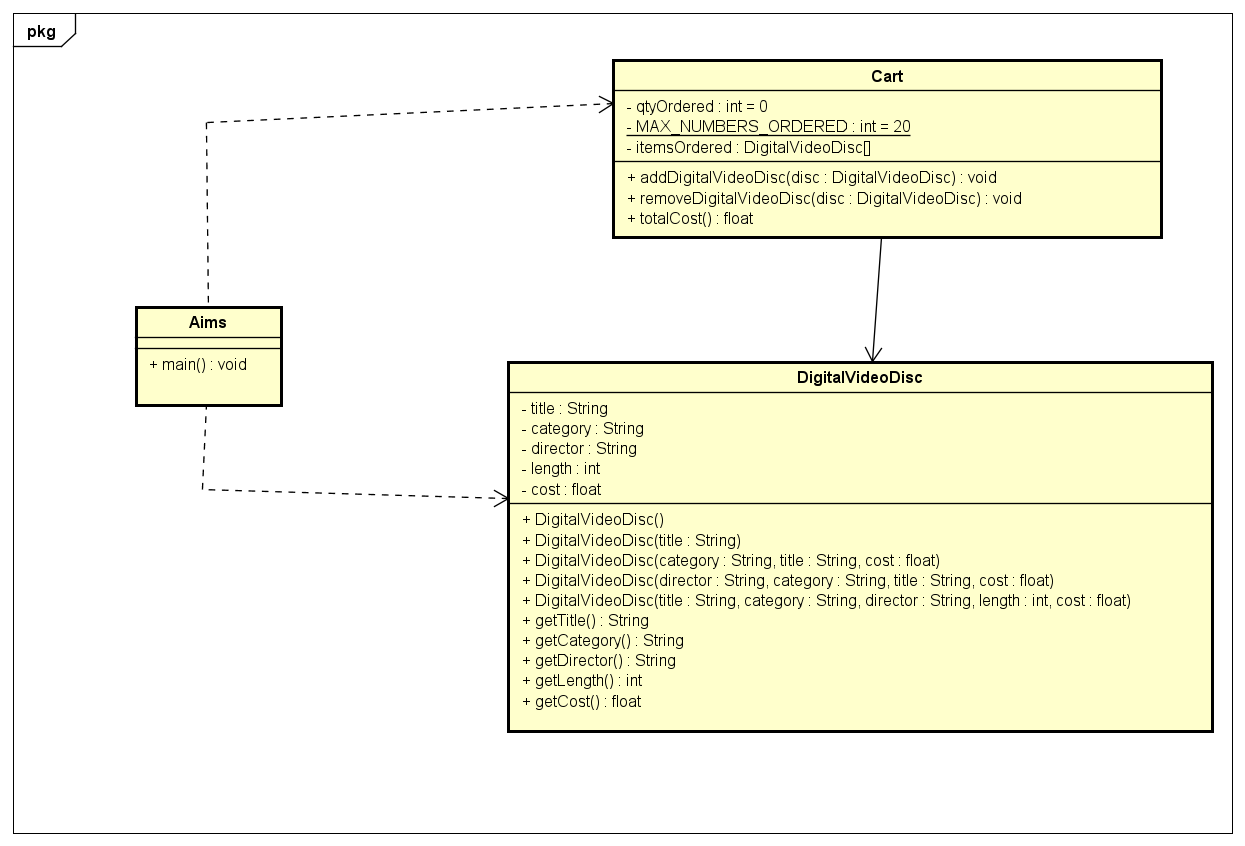 pkg
Cart
- qtyOrdered : int = 0
- MAX_NUMBERS_ORDERED : int = 20
- itemsOrdered : DigitalVideoDisc[]
+ addDigitalVideoDisc(disc : DigitalVideoDisc) : void
+ removeDigitalVideoDisc(disc : DigitalVideoDisc) : void
+ totalCost() : float
Aims
+ main() : void
DigitalVideoDisc
- title : String
- category : String
- director : String
- length : int
- cost : float
+ DigitalVideoDisc()
+ DigitalVideoDisc(title : String)
+ DigitalVideoDisc(category : String, title : String, cost : float)
+ DigitalVideoDisc(director : String, category : String, title : String, cost : float)
+ DigitalVideoDisc(title : String, category : String, director : String, length : int, cost : float)
+ getTitle() : String
+ getCategory() : String
+ getDirector() : String
+ getLength() : int
+ getCost() : float